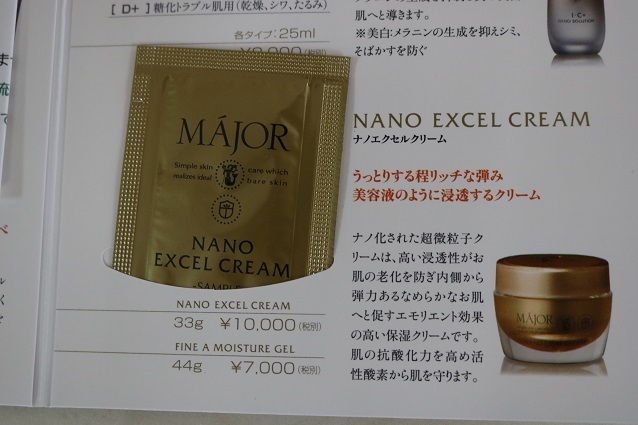 [ D+ ] 糖化トラブル肌用(乾燥、シワ、たるみ)
各タイプ:25ml
MÁJOR
Simple skin care which
realizes ideal bare skin
NANO
EXCEL CREAM
NANO EXCEL CREAM
33g ¥10,000(税別)
FINE A MOISTURE GEL
44g ¥7,000(税別)
肌へと導きます。
※美白:メラニンの生成を抑えシミ、
そばかすを防ぐ
I·C+
NANO SOLUTION
NANO EXCEL CREAM
ナノエクセルクリーム
うっとりする程リッチな弾み
美容液のように浸透するクリーム
ナノ化された超微粒子ク
リームは、高い浸透性がお
肌の老化を防ぎ内側から
弾力あるなめらかなお肌
へと促すエモリエント効果
の高い保湿クリームです。
肌の抗酸化力を高め活
性酸素から肌を守ります。
MÁJOR